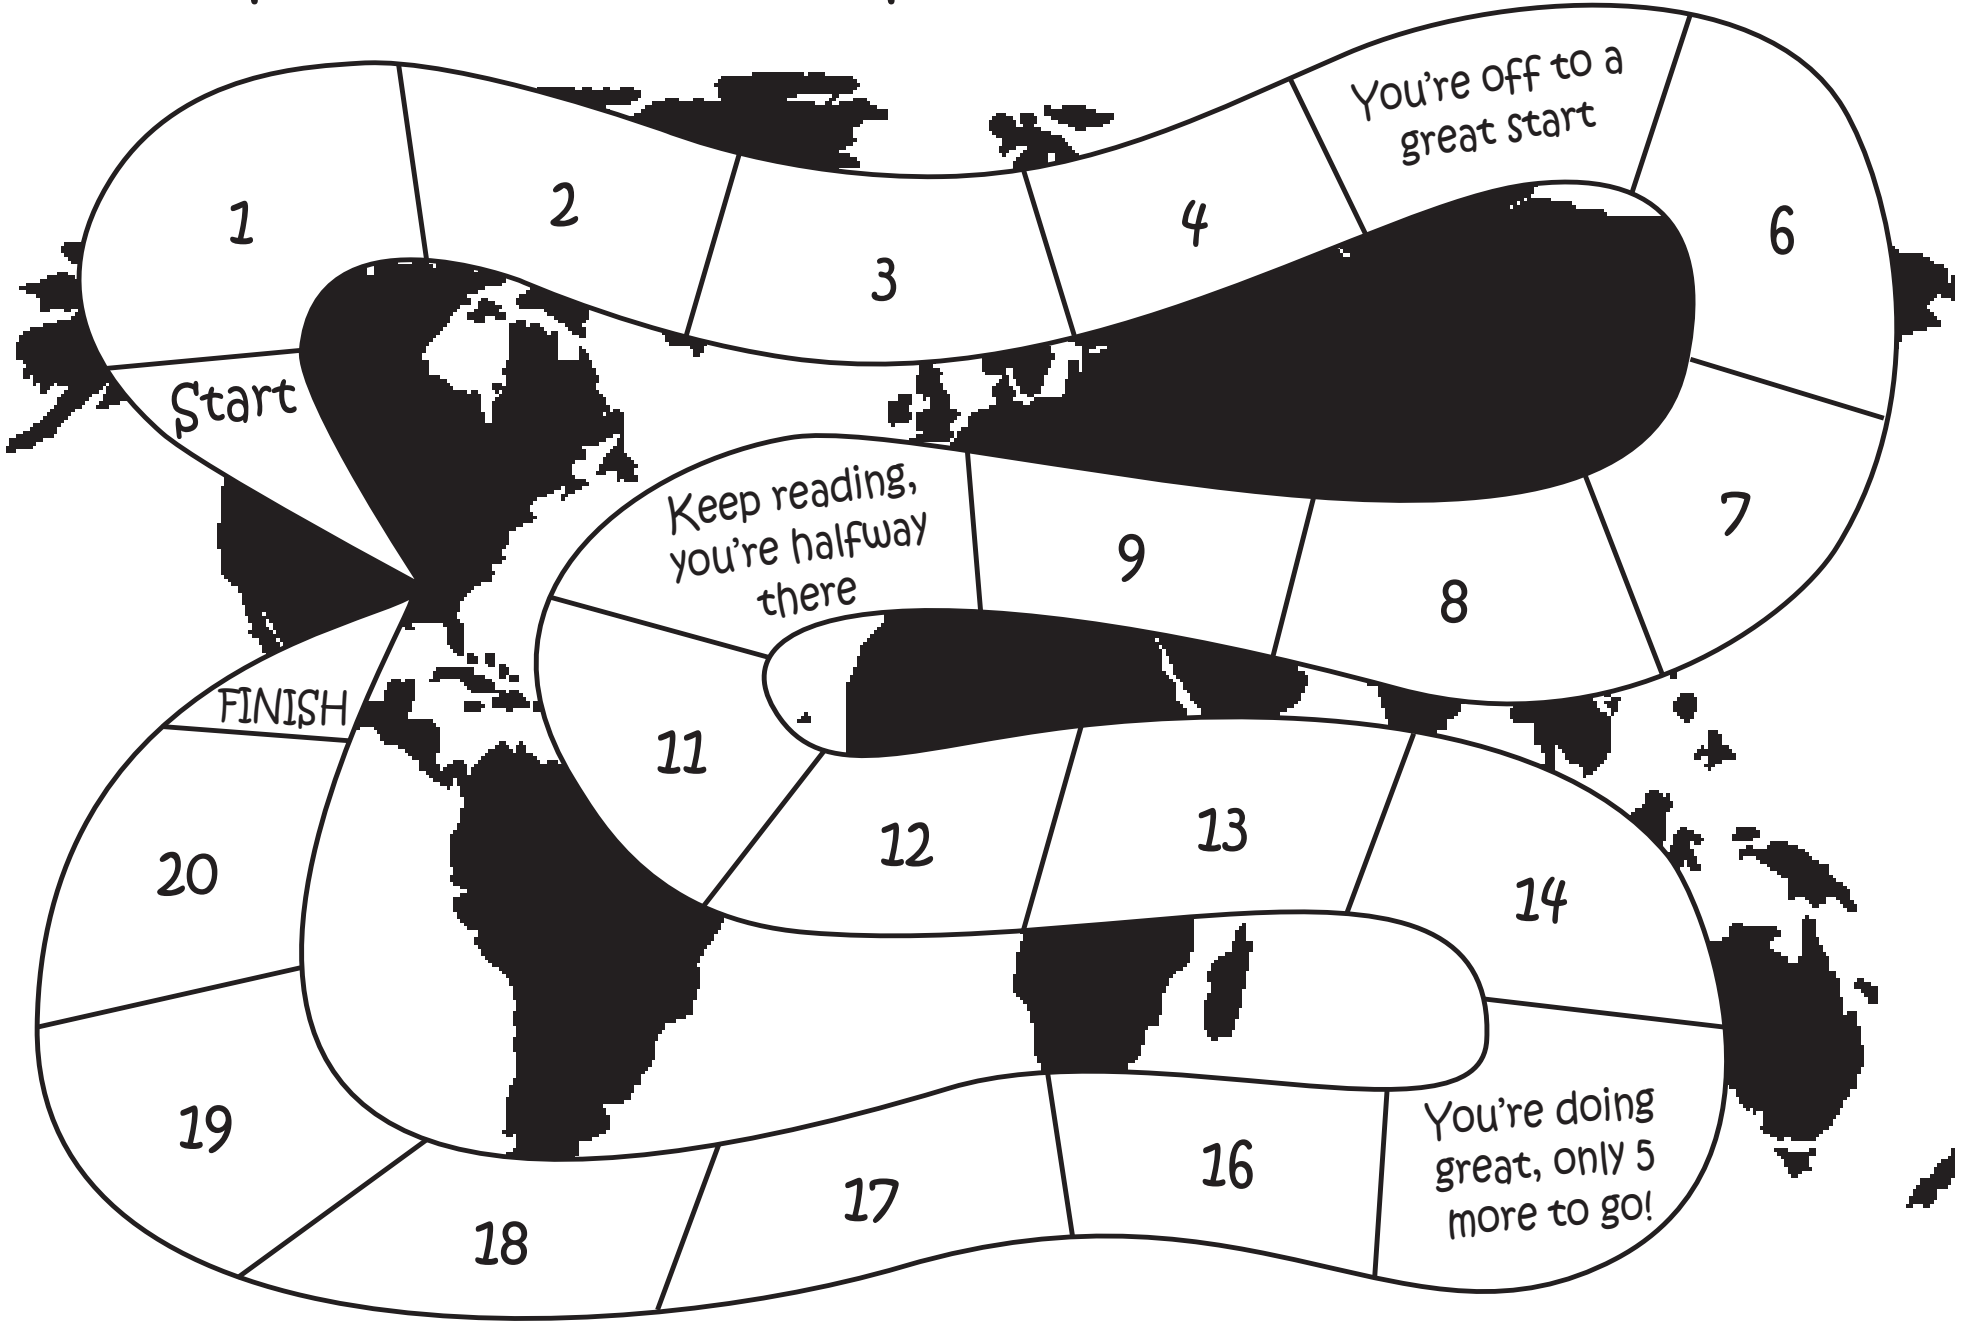 Start
1
2
3
4
You're off to a
great start
6
7
8
9
Keep reading,
you're halfway
there
11
12
13
14
You're doing
great, only 5
more to go!
16
17
18
19
20
FINISH